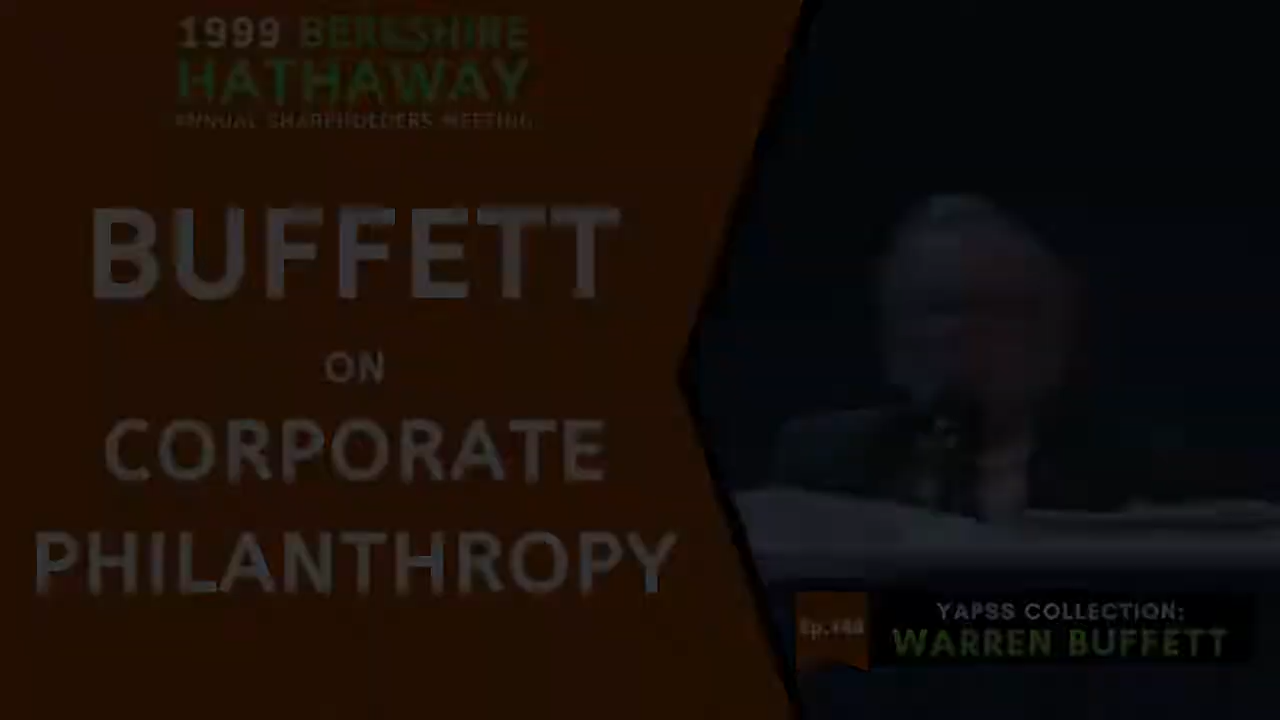 1999 BERKSHIRE
HATHAWAY
ANNUAL SHAREHOLDERS MEETING
BUFFETT
ON
CORPORATE
PHILANTHROPY
YAPSS COLLECTION:
WARREN BUFFETT